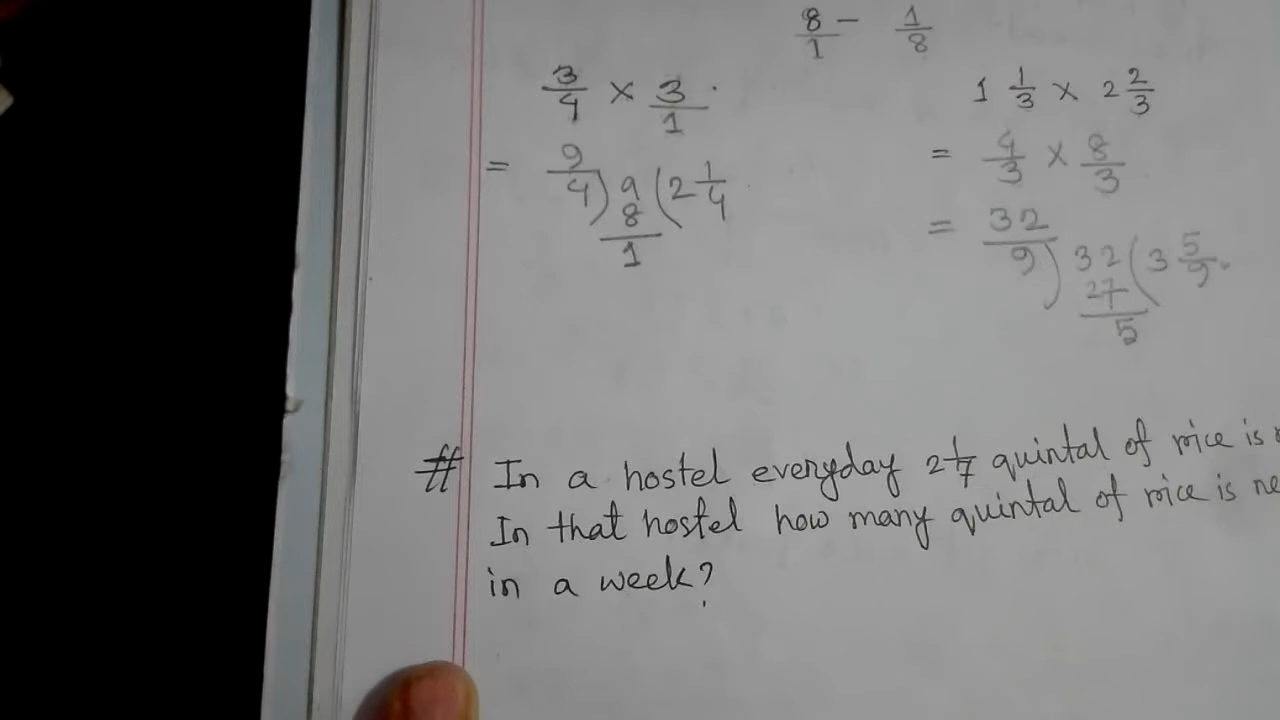 8/1 - 1/8
3/4 × 3/1 .
1 1/3 × 2 2/3
= 9/4 ) 9 ( 2 1/4
8
1
= 4/3 × 8/3
= 32/9 ) 32 ( 3 5/9 .
27
5
# In a hostel everyday 2 1/7 quintal of rice is
In that hostel how many quintal of rice is ne
in a week?